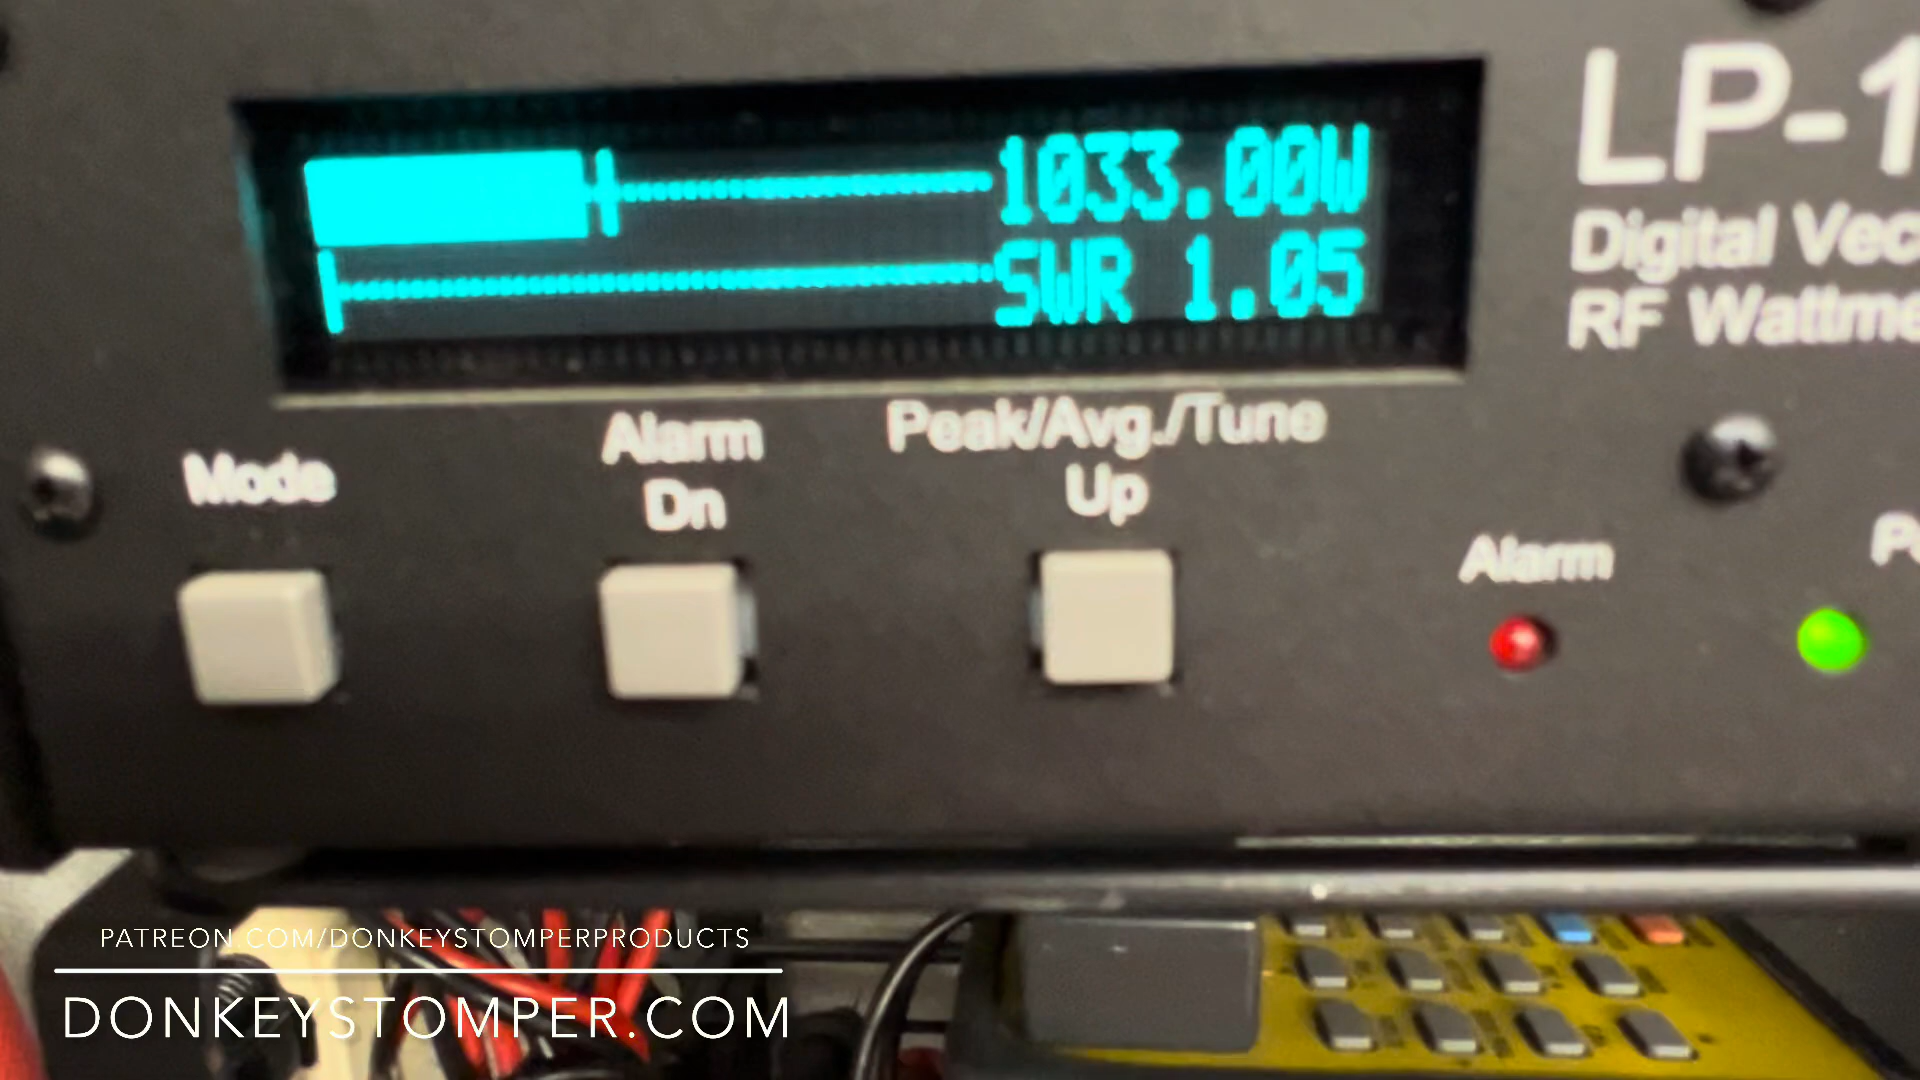 1033.00W
SWR 1.05
LP-1
Digital Vec
RF Wattme
Mode
Alarm
Dn
Peak/Avg./Tune
Up
Alarm
PATREON.COM/DONKEYSTOMPERPRODUCTS
DONKEYSTOMPER.COM